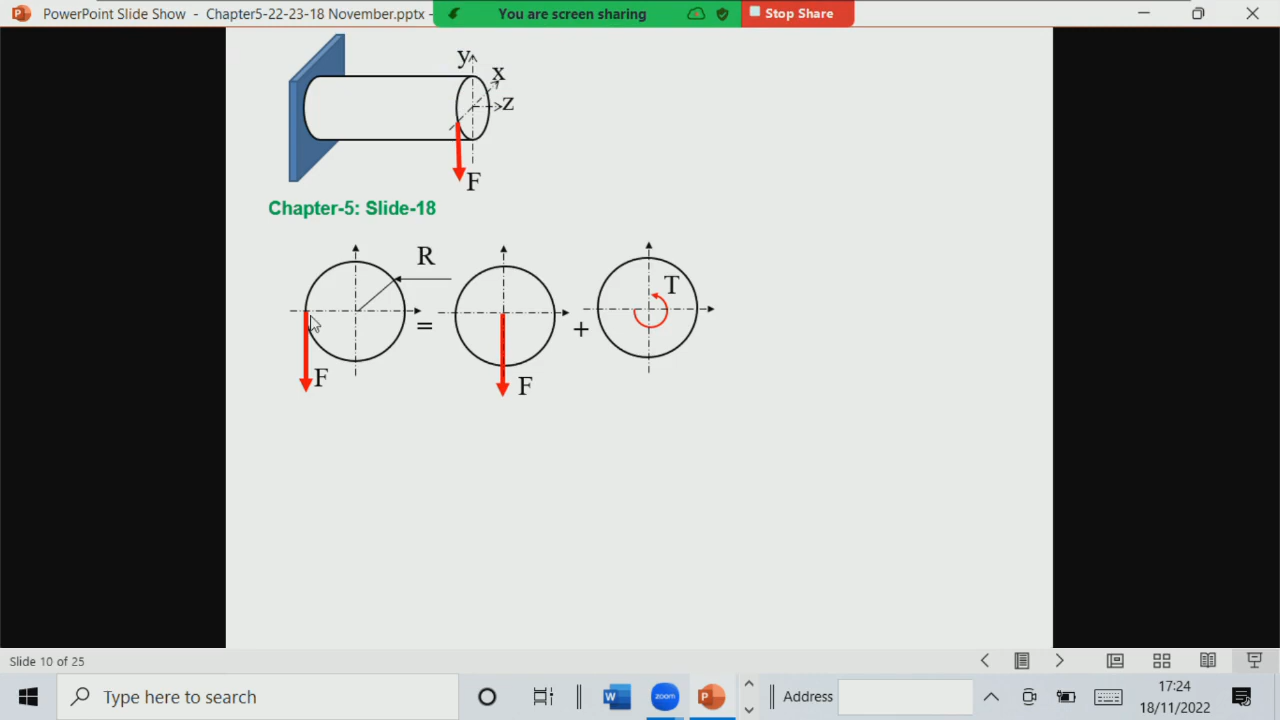 PowerPoint Slide Show - Chapter5-22-23-18 November.pptx -
You are screen sharing
Stop Share
y
x
z
F
Chapter-5: Slide-18
R
T
=
+
F
F
Slide 10 of 25
Type here to search
W
zoom
P
Address
17:24
18/11/2022